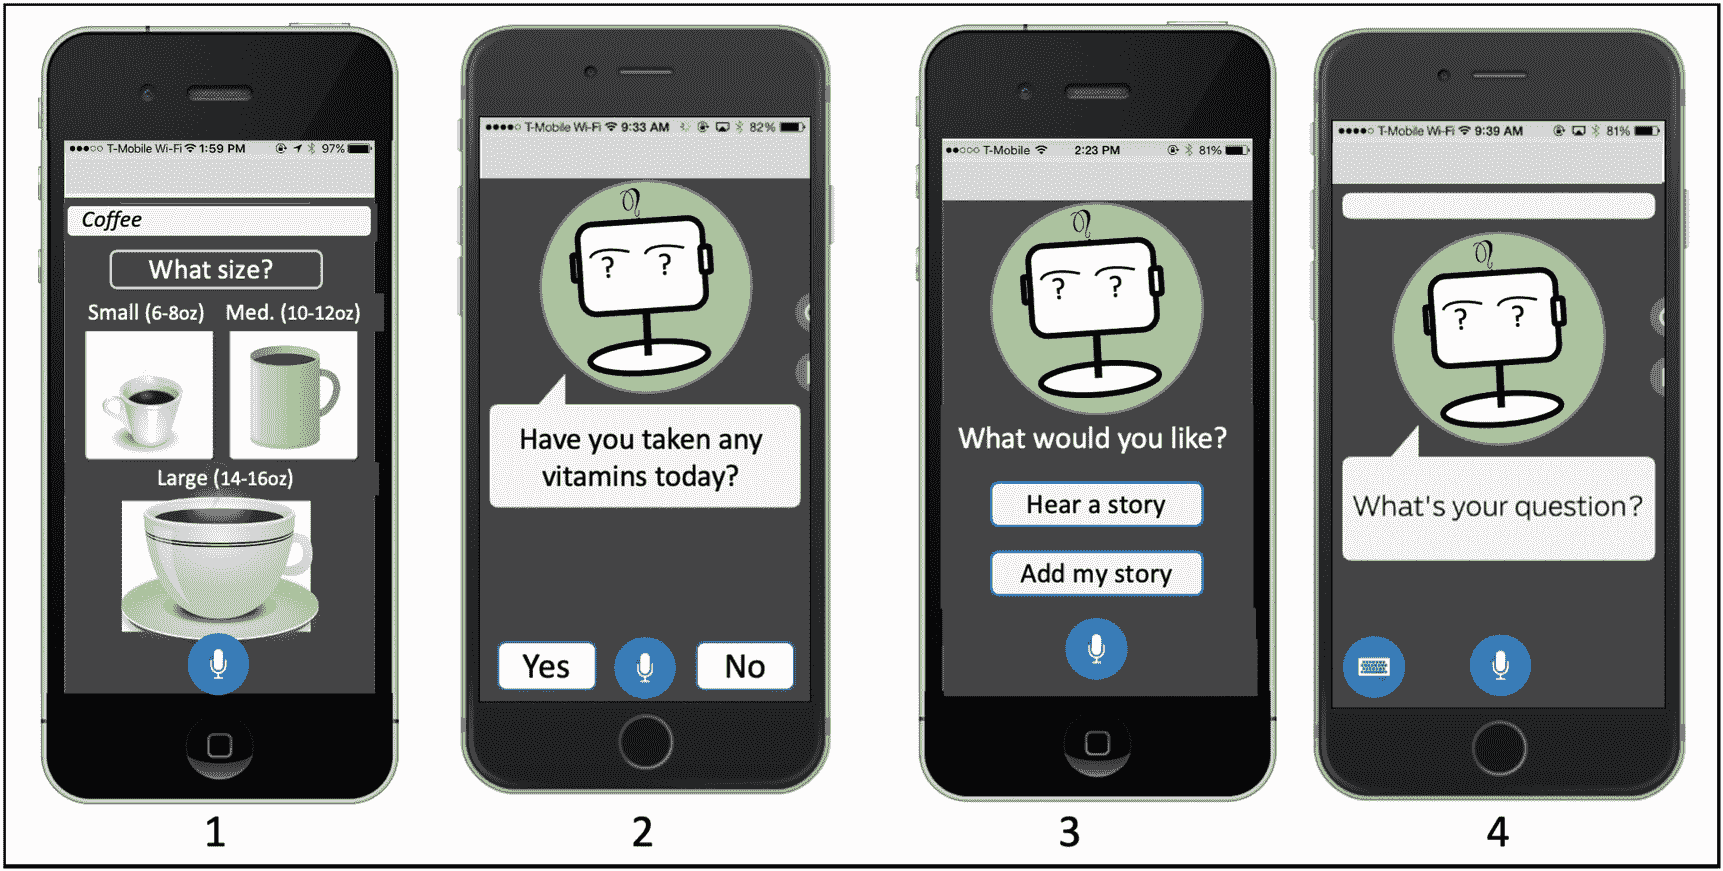 T-Mobile Wi-Fi 1:59 PM 97%
Coffee
What size?
Small (6-8oz) Med. (10-12oz)
Large (14-16oz)
1
T-Mobile Wi-Fi 9:33 AM 82%
? ?
Have you taken any
vitamins today?
Yes No
2
T-Mobile 2:23 PM 81%
? ?
What would you like?
Hear a story
Add my story
3
T-Mobile Wi-Fi 9:39 AM 81%
? ?
What's your question?
4